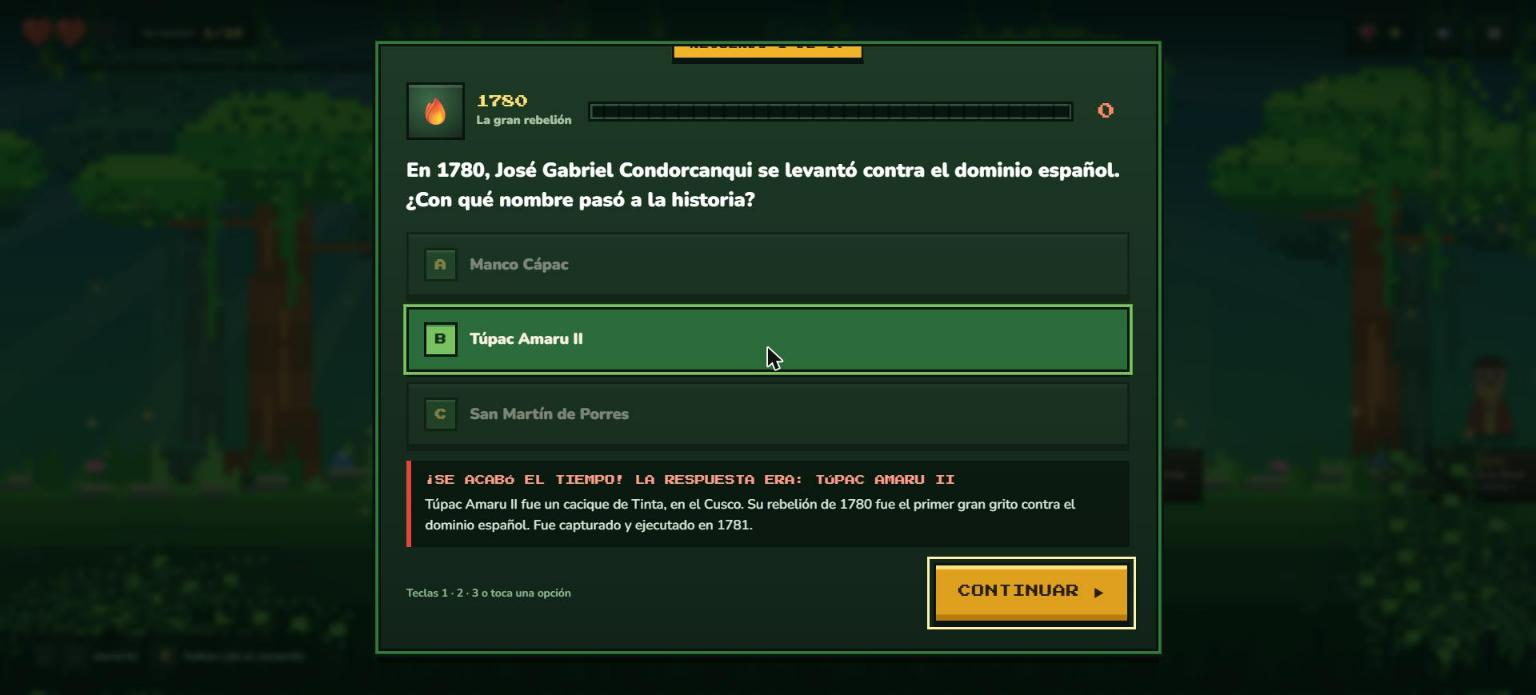 1780
La gran rebelión
0
En 1780, José Gabriel Condorcanqui se levantó contra el dominio español.
¿Con qué nombre pasó a la historia?
A Manco Cápac
B Túpac Amaru II
C San Martín de Porres
¡SE ACABó EL TIEMPO! LA RESPUESTA ERA: TúPAC AMARU II
Túpac Amaru II fue un cacique de Tinta, en el Cusco. Su rebelión de 1780 fue el primer gran grito contra el
dominio español. Fue capturado y ejecutado en 1781.
Teclas 1 · 2 · 3 o toca una opción
CONTINUAR ▶